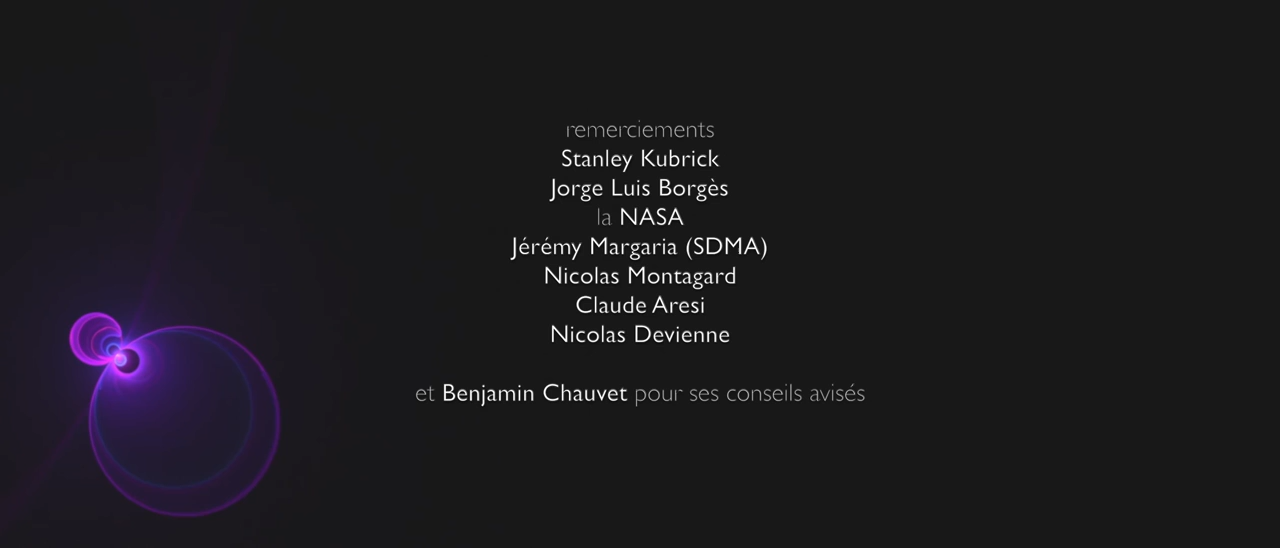 remerciements
Stanley Kubrick
Jorge Luis Borgès
la NASA
Jérémy Margaria (SDMA)
Nicolas Montagard
Claude Aresi
Nicolas Devienne
et Benjamin Chauvet pour ses conseils avisés